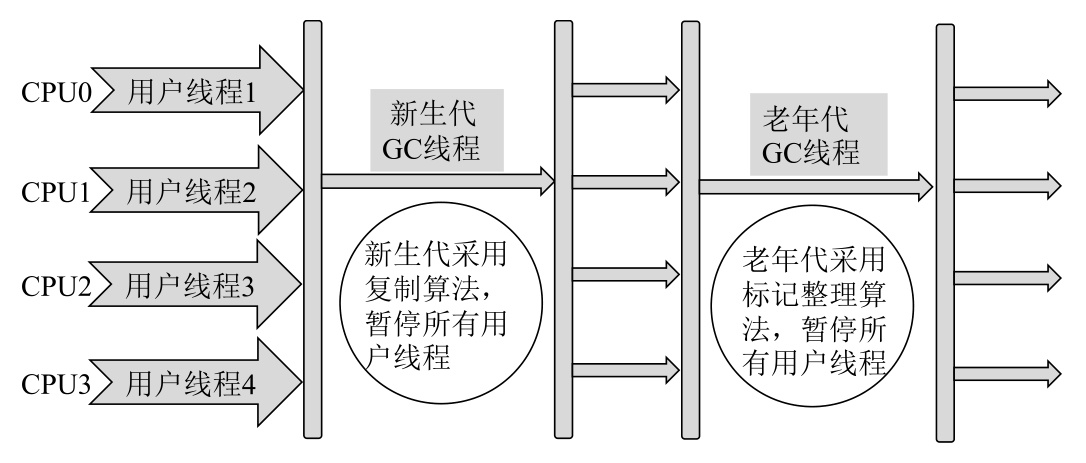 CPU0
用户线程1
CPU1
用户线程2
CPU2
用户线程3
CPU3
用户线程4
新生代
GC线程
新生代采用
复制算法，
暂停所有用
户线程
老年代
GC线程
老年代采用
标记整理算
法，暂停所
有用户线程